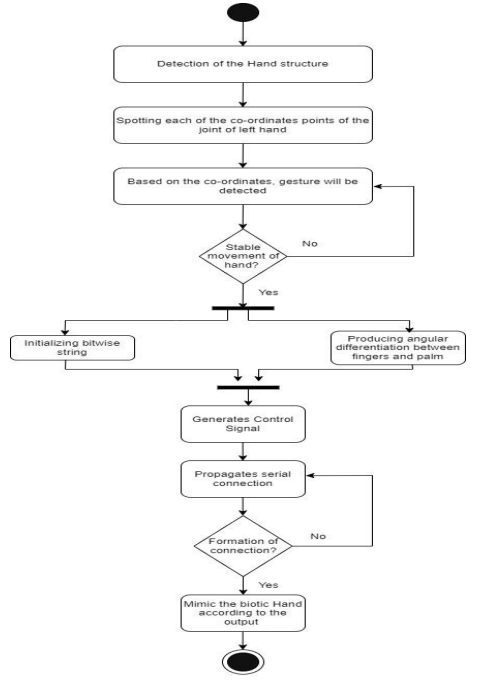 Detection of the Hand structure
Spotting each of the co-ordinates points of the
joint of left hand
Based on the co-ordinates, gesture will be
detected
Stable
movement of
hand?
No
Yes
Initializing bitwise
string
Producing angular
differentiation between
fingers and palm
Generates Control
Signal
Propagates serial
connection
Formation of
connection?
No
Yes
Mimic the biotic Hand
according to the
output